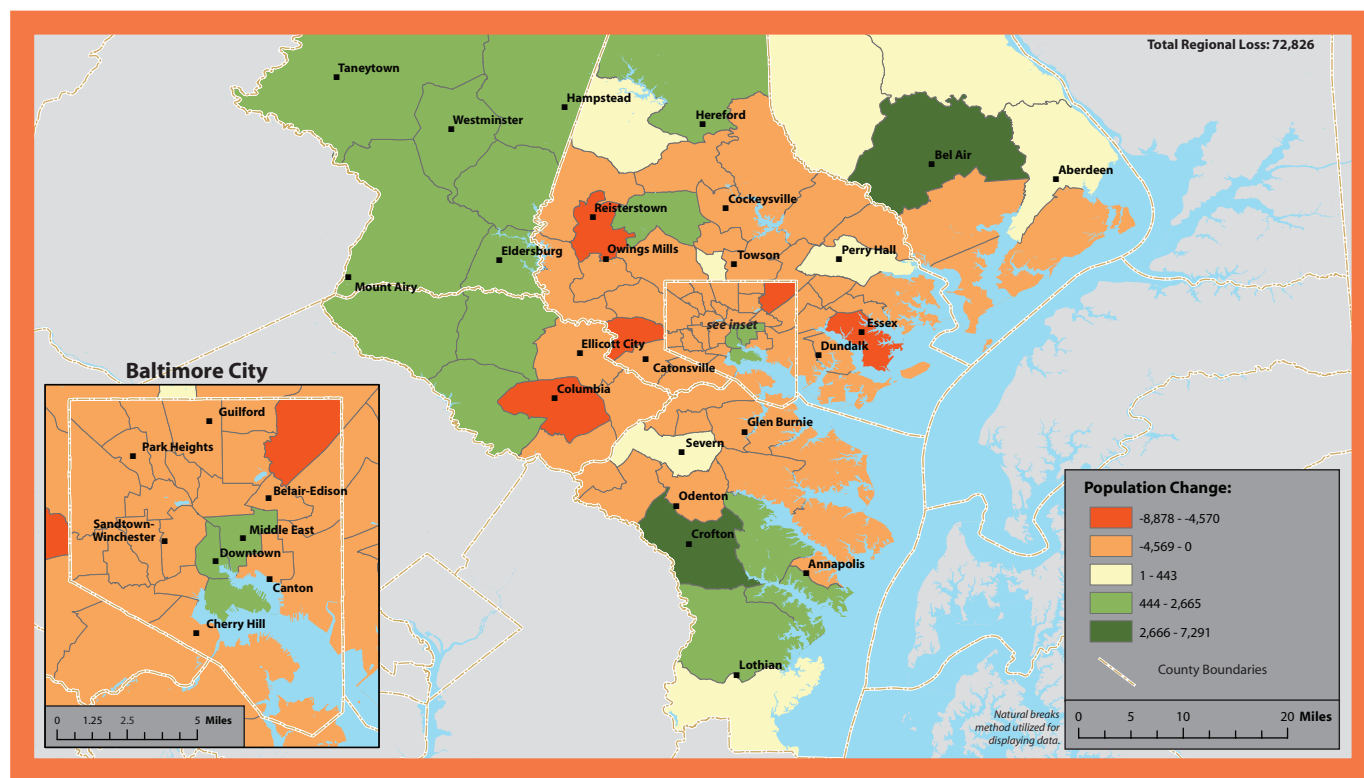 Total Regional Loss: 72,826
Taneytown
Hampstead
Westminster
Hereford
Bel Air
Aberdeen
Reisterstown
Cockeysville
Eldersburg
Owings Mills
Towson
Perry Hall
Mount Airy
see inset
Essex
Ellicott City
Dundalk
Catonsville
Columbia
Glen Burnie
Severn
Odenton
Crofton
Annapolis
Lothian
Baltimore City
Guilford
Park Heights
Belair-Edison
Sandtown-
Winchester
Middle East
Downtown
Canton
Cherry Hill
0 1.25 2.5 5 Miles
Population Change:
-8,878 - -4,570
-4,569 - 0
1 - 443
444 - 2,665
2,666 - 7,291
County Boundaries
0 5 10 20 Miles
Natural breaks
method utilized for
displaying data.